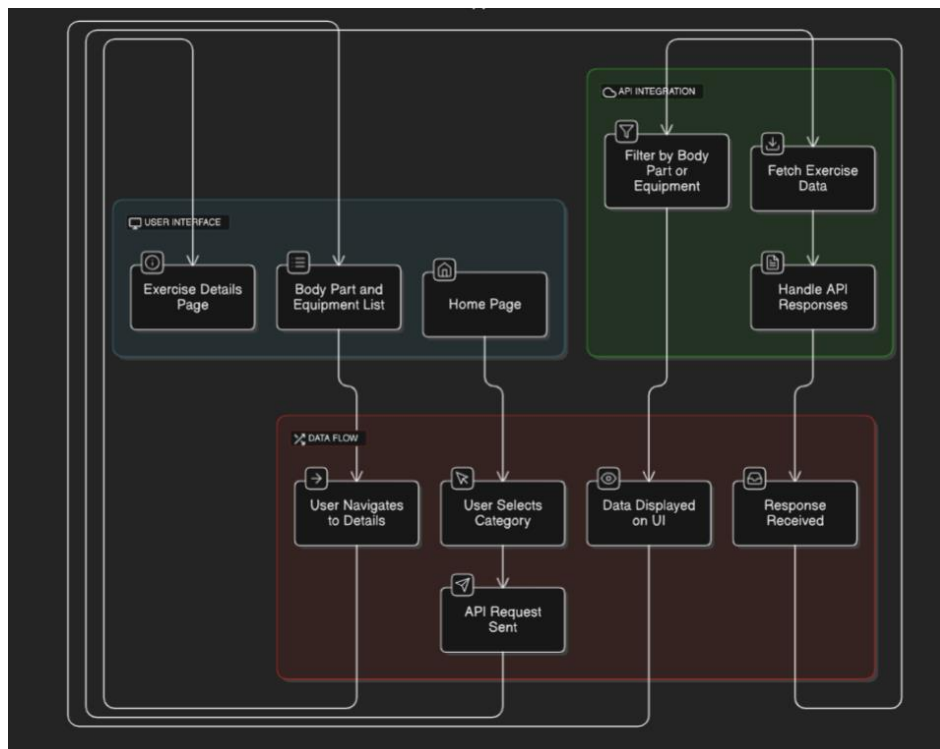 API INTEGRATION
Filter by Body
Part or
Equipment
Fetch Exercise
Data
USER INTERFACE
Exercise Details
Page
Body Part and
Equipment List
Home Page
Handle API
Responses
DATA FLOW
User Navigates
to Details
User Selects
Category
Data Displayed
on UI
Response
Received
API Request
Sent